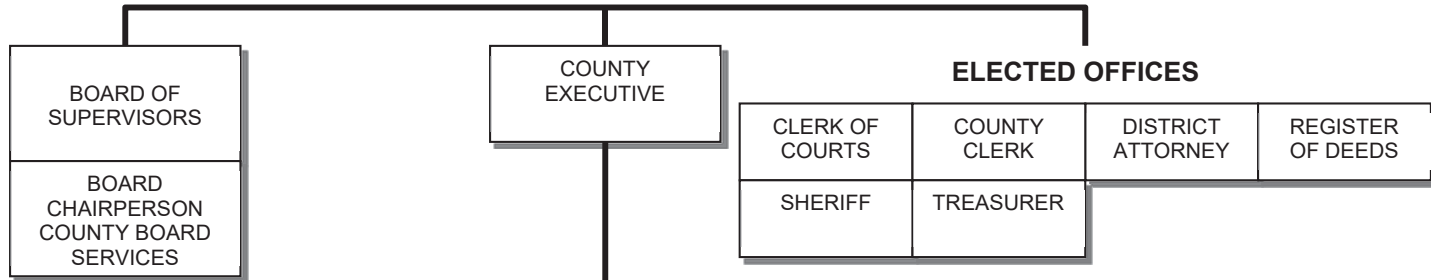 BOARD OF
SUPERVISORS
BOARD
CHAIRPERSON
COUNTY BOARD
SERVICES
COUNTY
EXECUTIVE
ELECTED OFFICES
CLERK OF
COURTS
COUNTY
CLERK
DISTRICT
ATTORNEY
REGISTER
OF DEEDS
SHERIFF
TREASURER